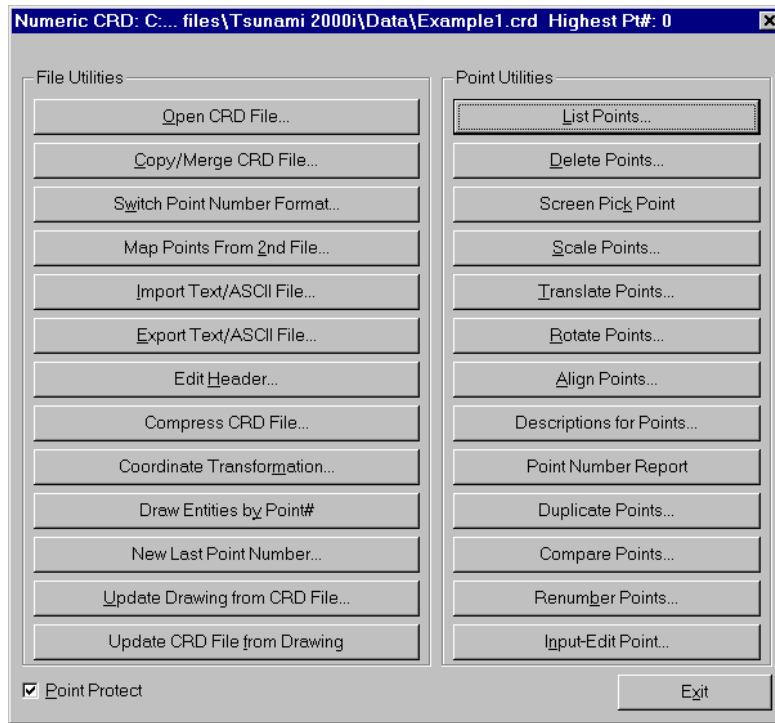 Numeric CRD: C:... files\Tsunami 2000i\Data\Example1.crd Highest Pt#: 0
File Utilities
Open CRD File...
Copy/Merge CRD File...
Switch Point Number Format...
Map Points From 2nd File...
Import Text/ASCII File...
Export Text/ASCII File...
Edit Header...
Compress CRD File...
Coordinate Transformation...
Draw Entities by Point#
New Last Point Number...
Update Drawing from CRD File...
Update CRD File from Drawing
Point Utilities
List Points...
Delete Points...
Screen Pick Point
Scale Points...
Translate Points...
Rotate Points...
Align Points...
Descriptions for Points...
Point Number Report
Duplicate Points...
Compare Points...
Renumber Points...
Input-Edit Point...
Point Protect
Exit